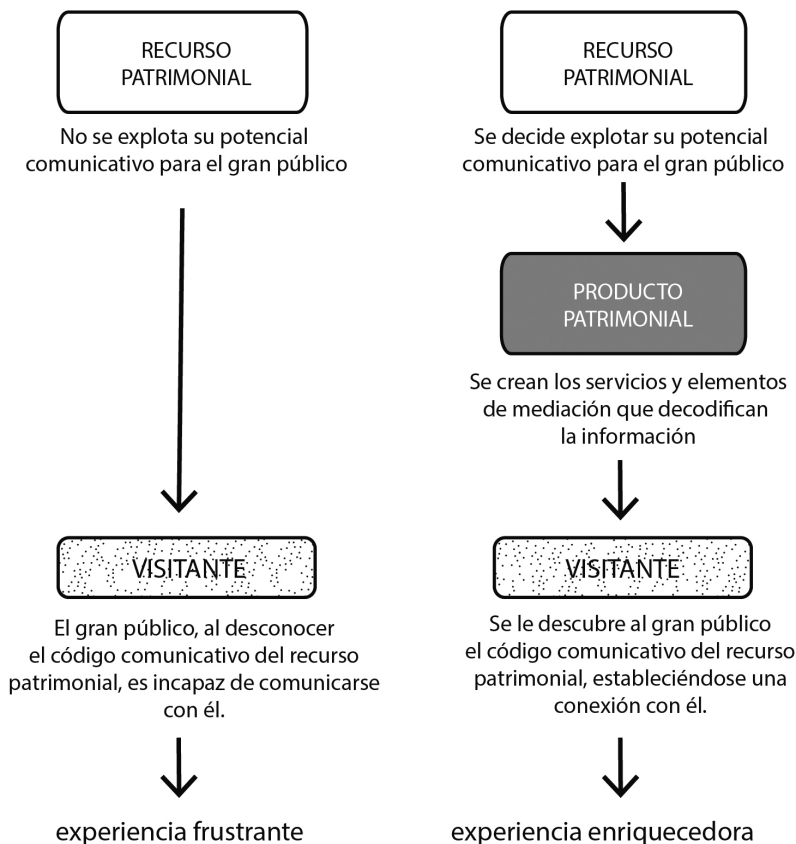 RECURSO
PATRIMONIAL
No se explota su potencial
comunicativo para el gran público
VISITANTE
El gran público, al desconocer
el código comunicativo del recurso
patrimonial, es incapaz de comunicarse
con él.
experiencia frustrante
RECURSO
PATRIMONIAL
Se decide explotar su potencial
comunicativo para el gran público
PRODUCTO
PATRIMONIAL
Se crean los servicios y elementos
de mediación que decodifican
la información
VISITANTE
Se le descubre al gran público
el código comunicativo del recurso
patrimonial, estableciéndose una
conexión con él.
experiencia enriquecedora